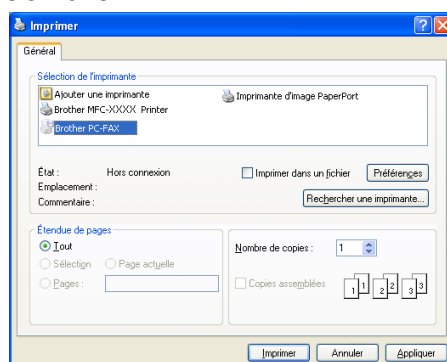 Imprimer
Général
Sélection de l'imprimante
Ajouter une imprimante
Imprimante d'image PaperPort
Brother MFC-XXXX Printer
Brother PC-FAX
État : Hors connexion
Imprimer dans un fichier
Préférences
Emplacement :
Commentaire :
Rechercher une imprimante...
Étendue de pages
Tout
Sélection
Page actuelle
Pages :
Nombre de copies : 1
Copies assemblées
1 1 2 2 3 3
Imprimer
Annuler
Appliquer